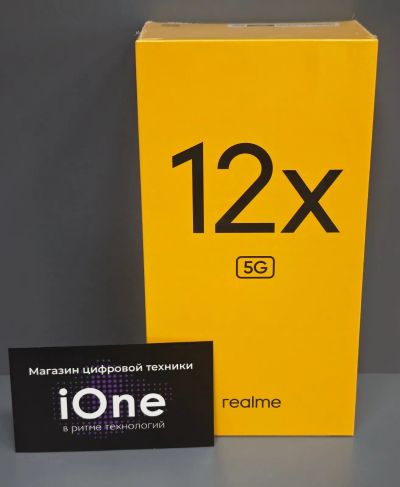 12x
5G
realme
Магазин цифровой техники
iOne
в ритме технологий